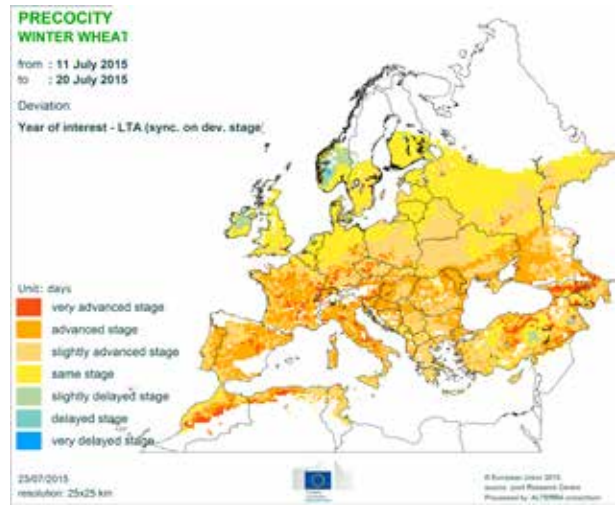 PRECOCITY
WINTER WHEAT
from : 11 July 2015
to : 20 July 2015
Deviation:
Year of interest - LTA (sync. on dev. stage)
Unit: days
very advanced stage
advanced stage
slightly advanced stage
same stage
slightly delayed stage
delayed stage
very delayed stage
23/07/2015
resolution: 25x25 km
© European Union 2015
source: Joint Research Centre
Processed by: ALTERRA consortium